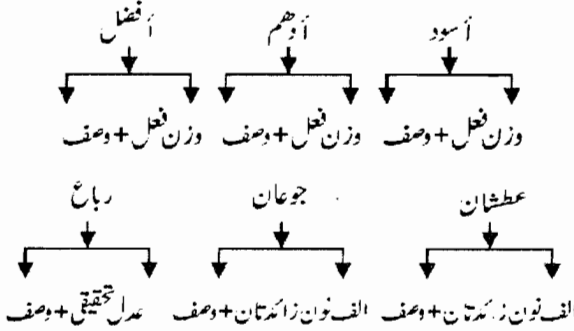 أسود أدهم أفضل
وزن فعل + وصف وزن فعل + وصف وزن فعل + وصف
عطشان جوعان رباع
الف نون زائدتان + وصف الف نون زائدتان + وصف عدل تحقیقی + وصف